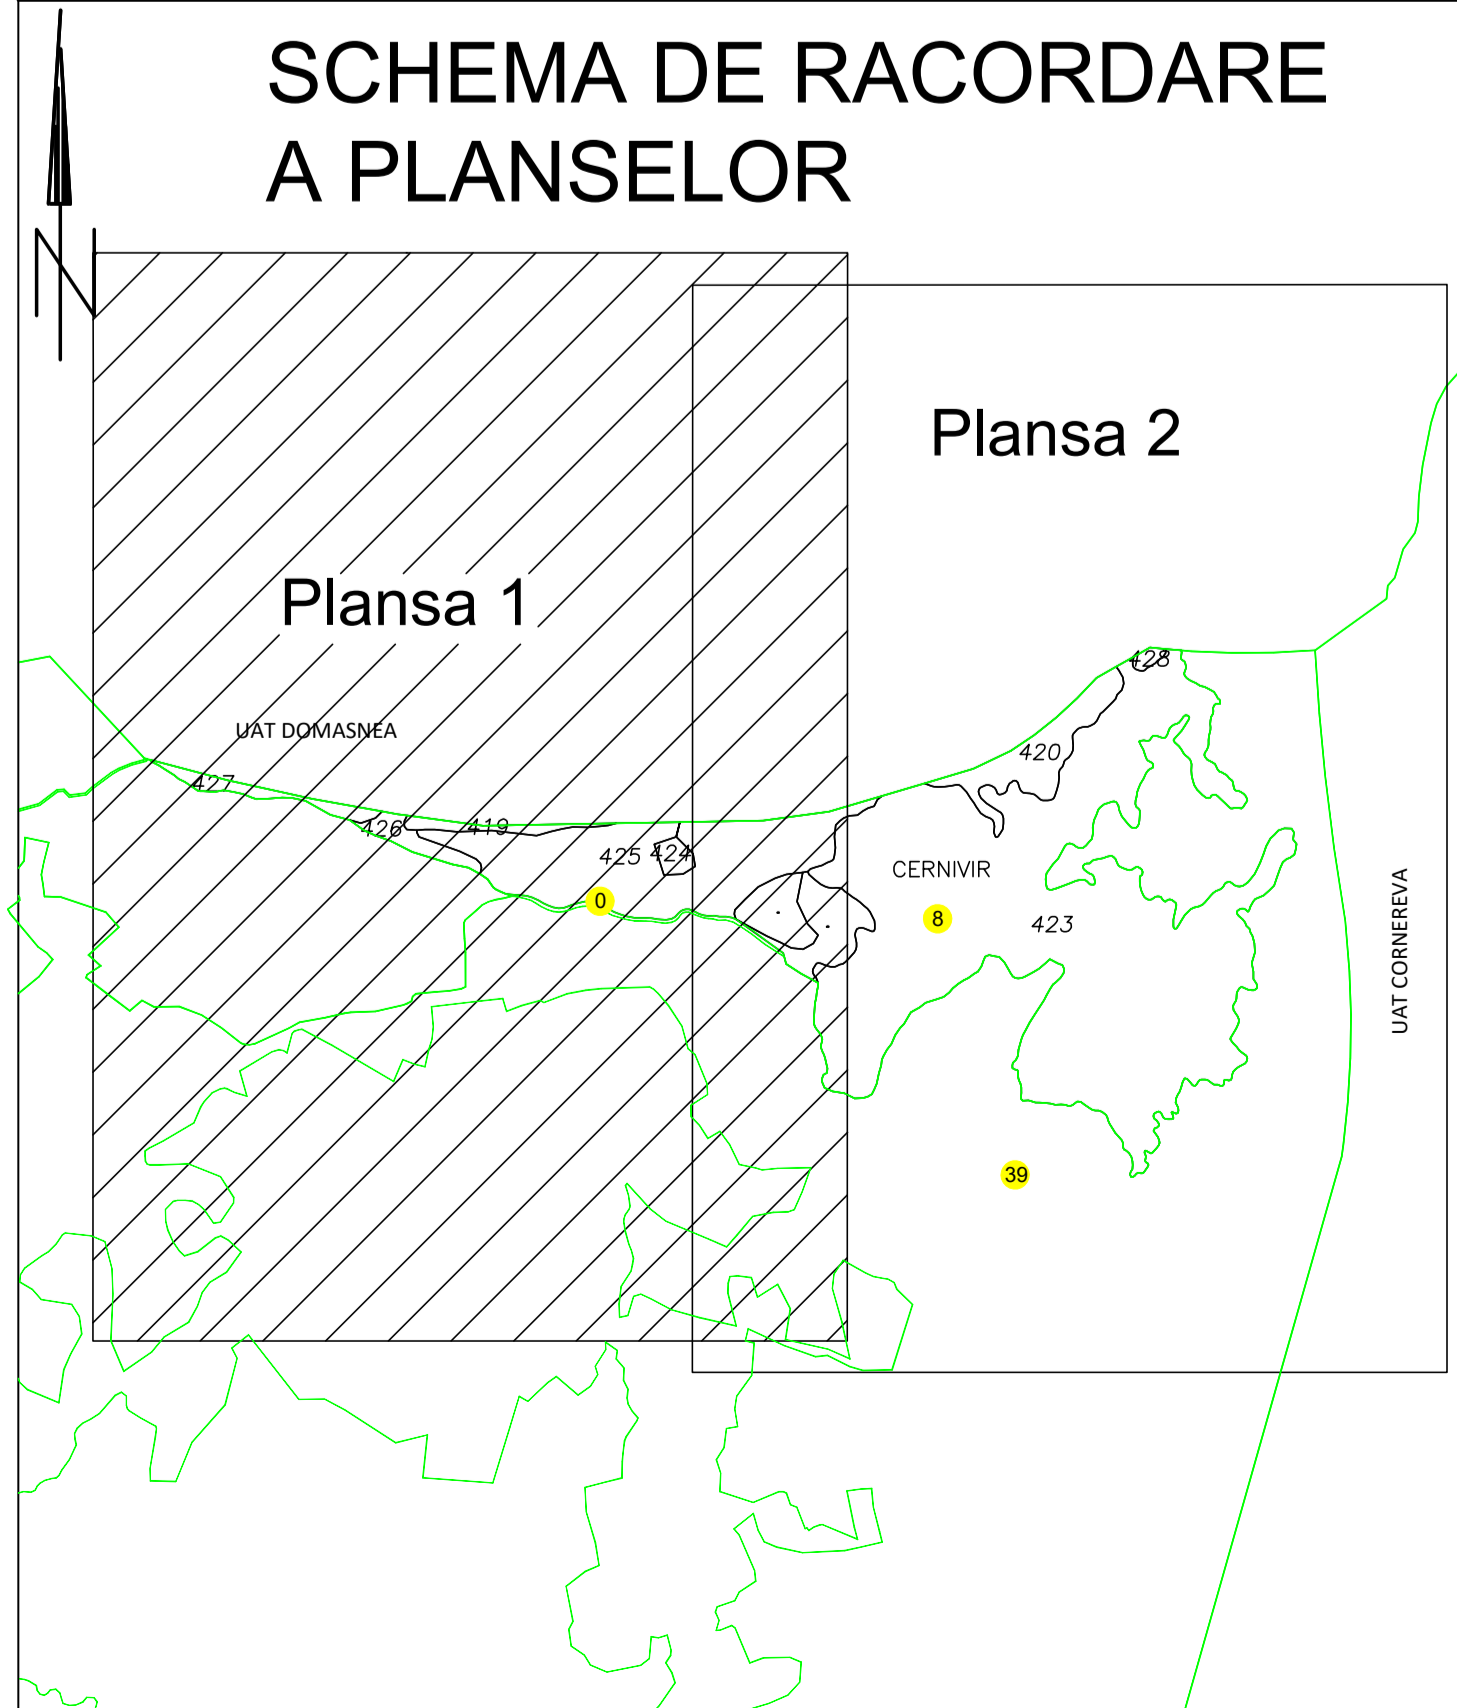 SCHEMA DE RACORDARE
A PLANSELOR
N
Plansa 2
Plansa 1
428
UAT DOMASNEA
420
427
426
419
425
424
CERNIVIR
0
8
423
UAT CORNEREVA
39